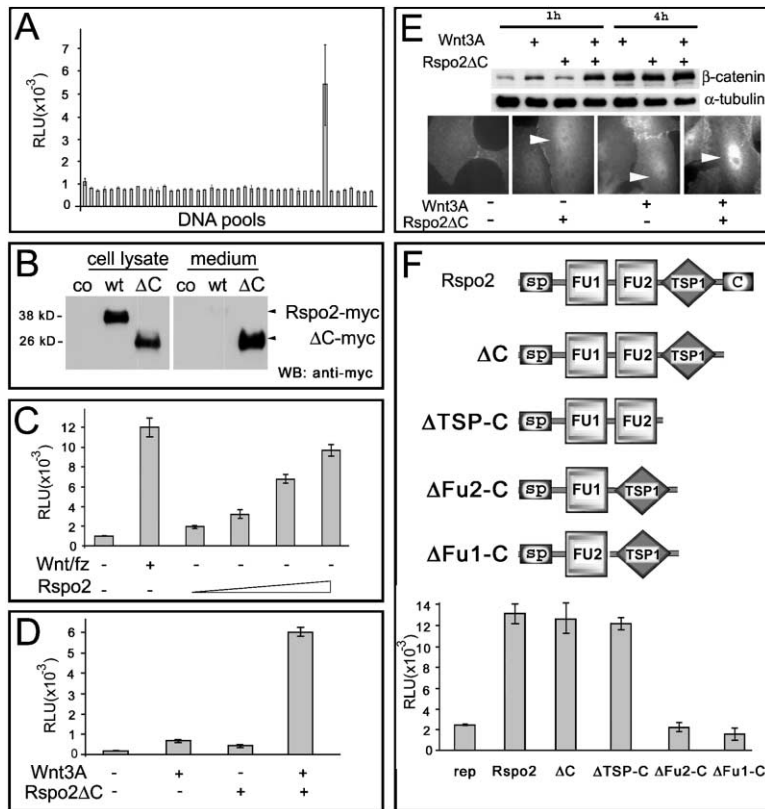 A
RLU(x10⁻³)
7
6
5
4
3
2
1
0
DNA pools
B
cell lysate medium
co wt ΔC co wt ΔC
38 kD -
26 kD -
Rspo2-myc
ΔC-myc
WB: anti-myc
C
RLU(x10⁻³)
12
10
8
6
4
2
0
Wnt/fz - + - - - -
Rspo2 - -
D
RLU(x10⁻³)
6
5
4
3
2
1
0
Wnt3A - + - +
Rspo2ΔC - - + +
E
1h 4h
Wnt3A + + + +
Rspo2ΔC + + + +
β-catenin
α-tubulin
Wnt3A - - + +
Rspo2ΔC - + - +
F
Rspo2 sp FU1 FU2 TSP1 C
ΔC sp FU1 FU2 TSP1
ΔTSP-C sp FU1 FU2
ΔFu2-C sp FU1 TSP1
ΔFu1-C sp FU2 TSP1
RLU(x10⁻³)
14
12
10
8
6
4
2
0
rep Rspo2 ΔC ΔTSP-C ΔFu2-C ΔFu1-C